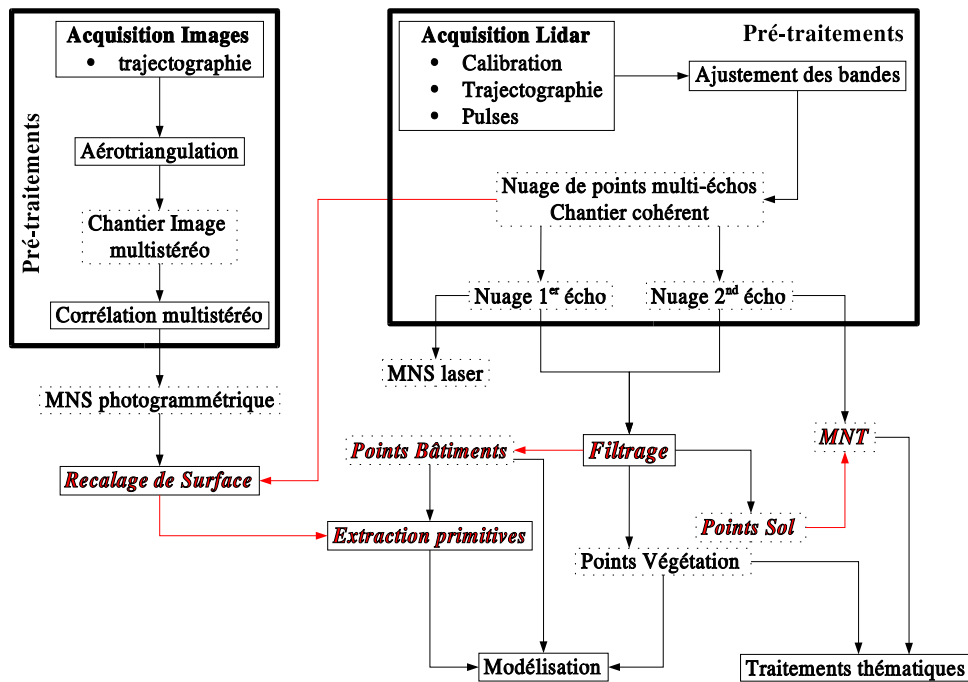 Acquisition Images
• trajectographie
Pré-traitements
Aérotriangulation
Chantier Image
multistéréo
Corrélation multistéréo
MNS photogrammétrique
Recalage de Surface
Acquisition Lidar
• Calibration
• Trajectographie
• Pulses
Pré-traitements
Ajustement des bandes
Nuage de points multi-échos
Chantier cohérent
Nuage 1er écho
Nuage 2nd écho
MNS laser
Points Bâtiments
Filtrage
MNT
Extraction primitives
Points Sol
Points Végétation
Modélisation
Traitements thématiques